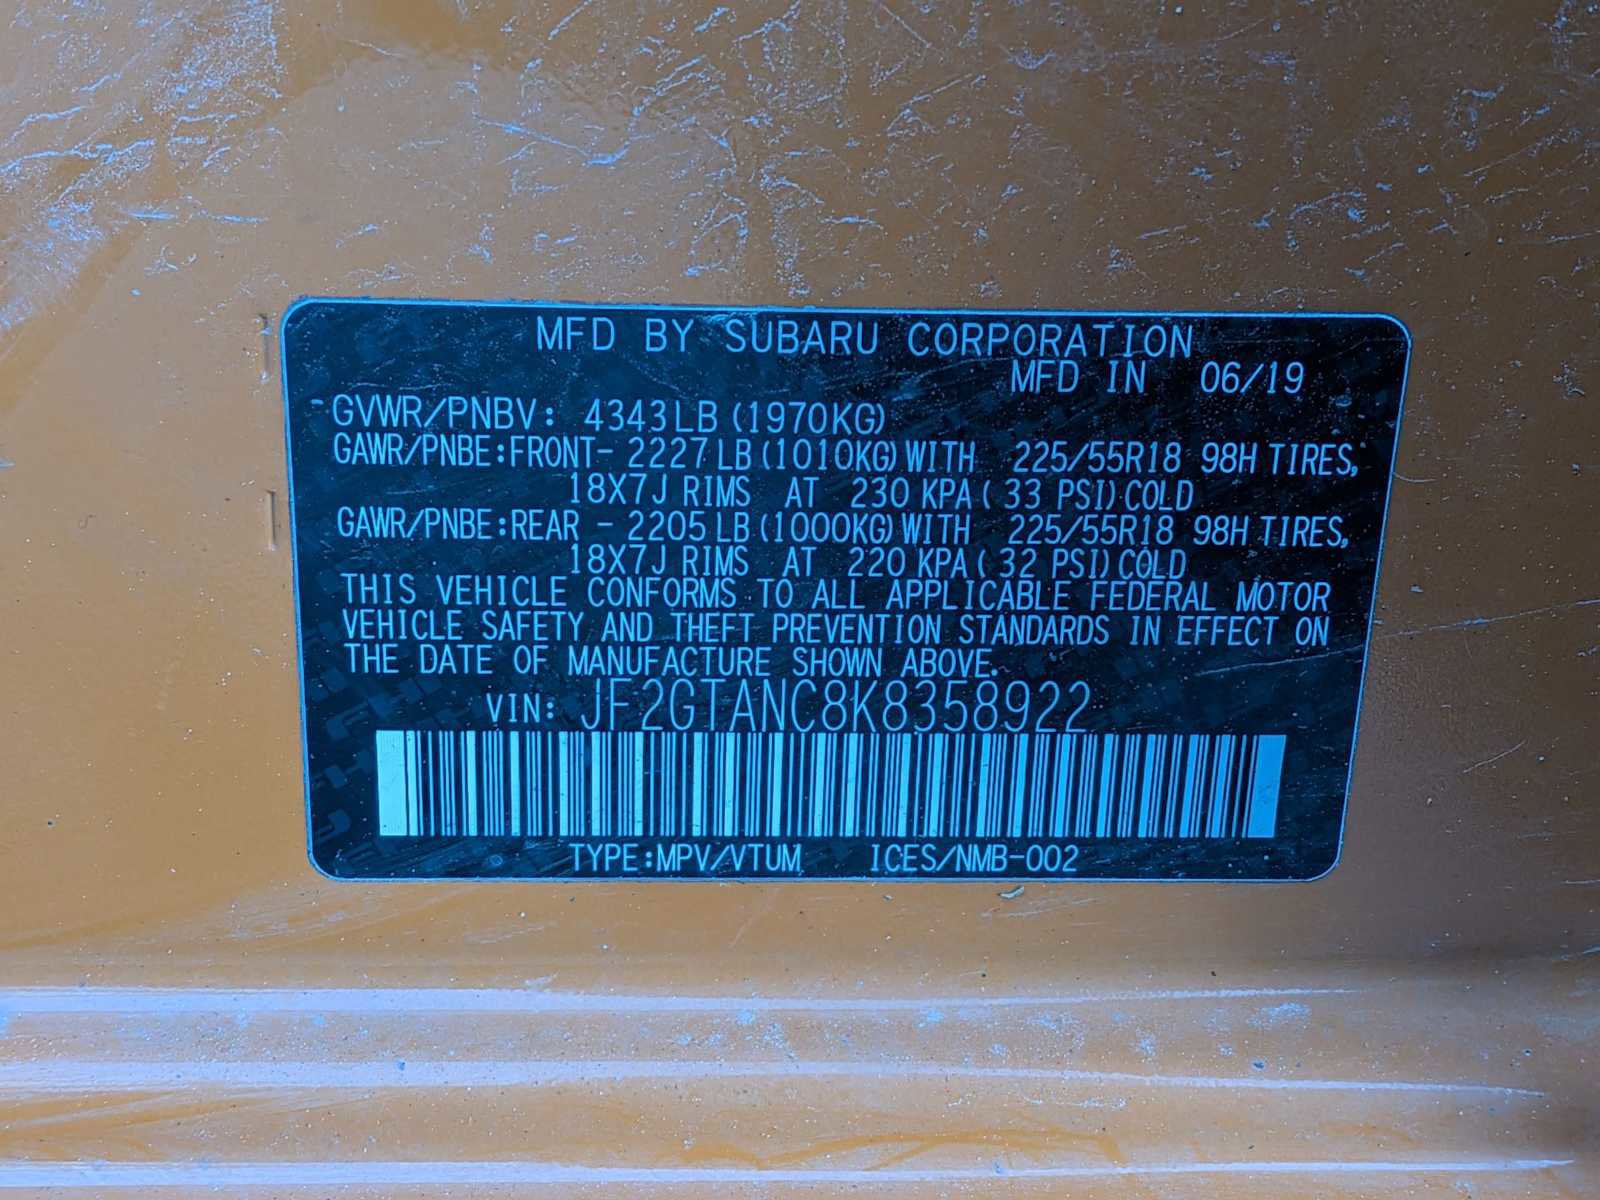 MFD BY SUBARU CORPORATION
MFD IN 06/19
GVWR/PNBV: 4343LB (1970KG)
GAWR/PNBE:FRONT- 2227LB (1010KG) WITH 225/55R18 98H TIRES,
18X7J RIMS AT 230 KPA ( 33 PSI) COLD
GAWR/PNBE:REAR - 2205LB (1000KG) WITH 225/55R18 98H TIRES,
18X7J RIMS AT 220 KPA ( 32 PSI) COLD
THIS VEHICLE CONFORMS TO ALL APPLICABLE FEDERAL MOTOR
VEHICLE SAFETY AND THEFT PREVENTION STANDARDS IN EFFECT ON
THE DATE OF MANUFACTURE SHOWN ABOVE.
VIN: JF2GTANC8K8358922
TYPE:MPV/VTUM ICES/NMB-002